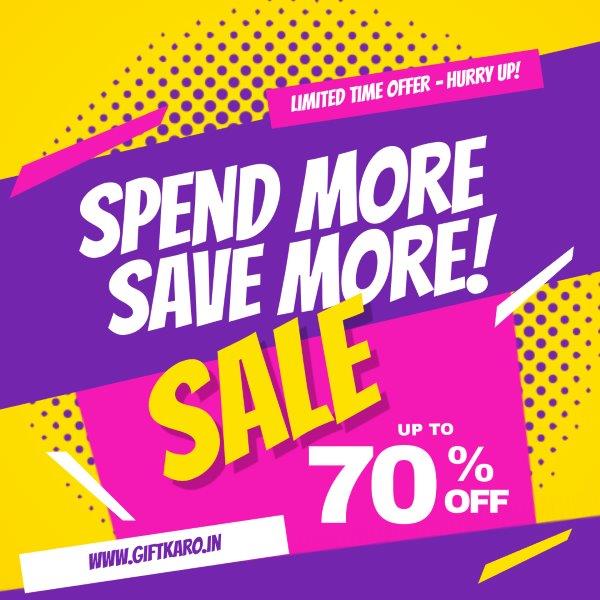 LIMITED TIME OFFER - HURRY UP!
SPEND MORE
SAVE MORE!
SALE
UP TO
70% OFF
WWW.GIFTKARO.IN